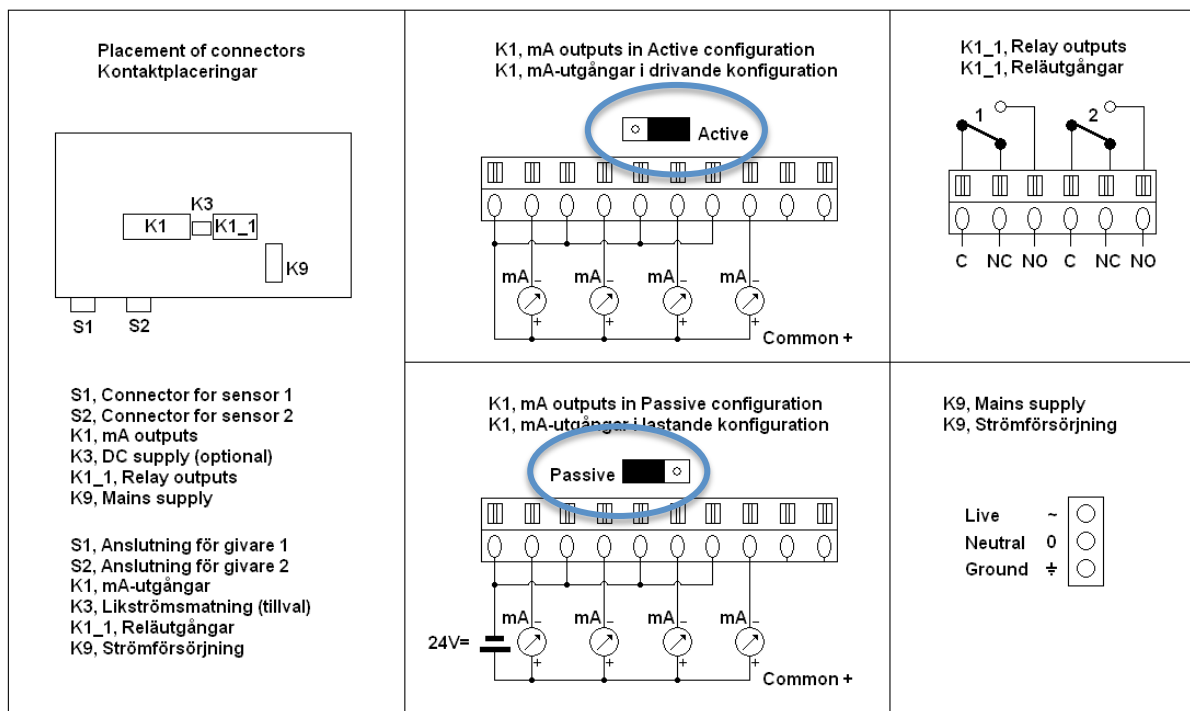 Placement of connectors
Kontaktplaceringar
K1
K3
K1_1
K9
S1
S2
S1, Connector for sensor 1
S2, Connector for sensor 2
K1, mA outputs
K3, DC supply (optional)
K1_1, Relay outputs
K9, Mains supply
S1, Anslutning för givare 1
S2, Anslutning för givare 2
K1, mA-utgångar
K3, Likströmsmatning (tillval)
K1_1, Reläutgångar
K9, Strömförsörjning
K1, mA outputs in Active configuration
K1, mA-utgångar i drivande konfiguration
Active
mA – mA – mA – mA –
+ + + +
Common +
K1, mA outputs in Passive configuration
K1, mA-utgångar i lastande konfiguration
Passive
mA – mA – mA – mA –
24V=
+ + + +
Common +
K1_1, Relay outputs
K1_1, Reläutgångar
1 2
C NC NO C NC NO
K9, Mains supply
K9, Strömförsörjning
Live ~
Neutral 0
Ground ⏚